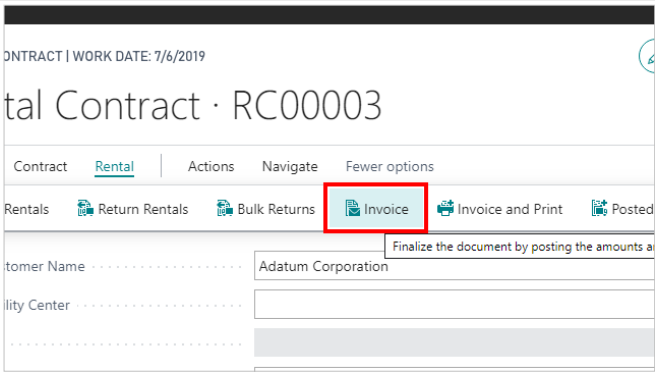 ONTRACT | WORK DATE: 7/6/2019
tal Contract · RC00003
Contract Rental Actions Navigate Fewer options
Rentals Return Rentals Bulk Returns Invoice Invoice and Print Posted
Finalize the document by posting the amounts a
stomer Name Adatum Corporation
ility Center